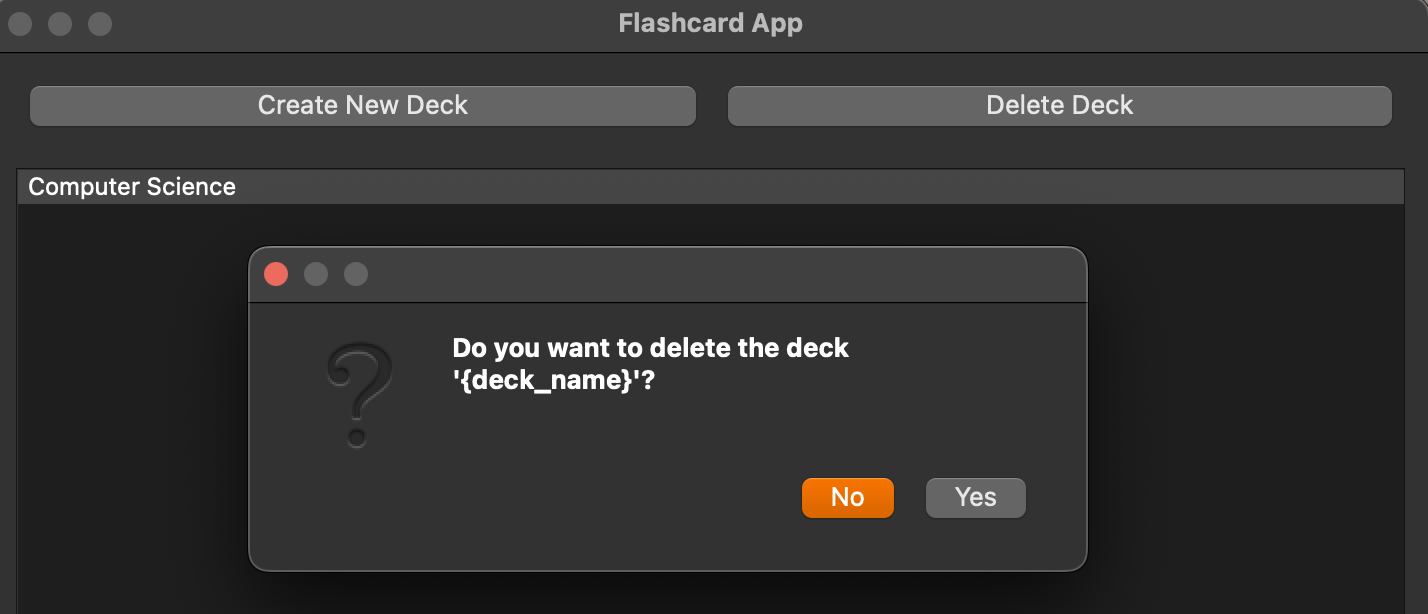 Flashcard App
Create New Deck
Delete Deck
Computer Science
Do you want to delete the deck
'{deck_name}'?
No
Yes